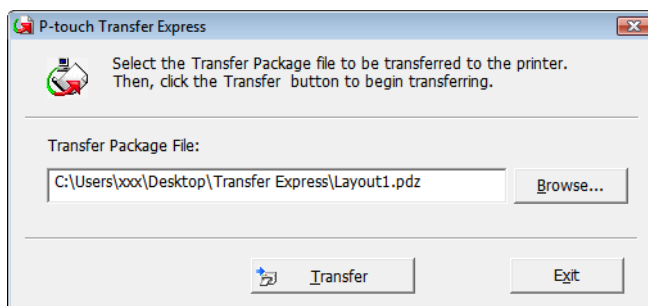 P-touch Transfer Express
Select the Transfer Package file to be transferred to the printer.
Then, click the Transfer button to begin transferring.
Transfer Package File:
C:\Users\xxx\Desktop\Transfer Express\Layout1.pdz
Browse...
Transfer
Exit